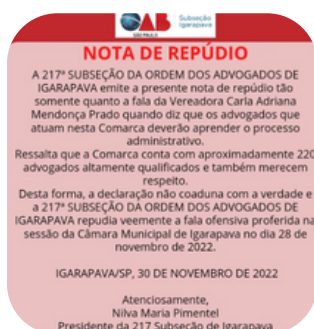 OAB
SÃO PAULO
Subseção
Igarapava
NOTA DE REPÚDIO
A 217ª SUBSEÇÃO DA ORDEM DOS ADVOGADOS DE
IGARAPAVA emite a presente nota de repúdio tão
somente quanto a fala da Vereadora Carla Adriana
Mendonça Prado quando diz que os advogados que
atuam nesta Comarca deverão aprender o processo
administrativo.
Ressalta que a Comarca conta com aproximadamente 220
advogados altamente qualificados e também merecem
respeito.
Desta forma, a declaração não coaduna com a verdade e
a 217ª SUBSEÇÃO DA ORDEM DOS ADVOGADOS DE
IGARAPAVA repudia veemente a fala ofensiva proferida na
sessão da Câmara Municipal de Igarapava no dia 28 de
novembro de 2022.
IGARAPAVA/SP, 30 DE NOVEMBRO DE 2022
Atenciosamente,
Nilva Maria Pimentel
Presidente da 217 Subseção de Igarapava